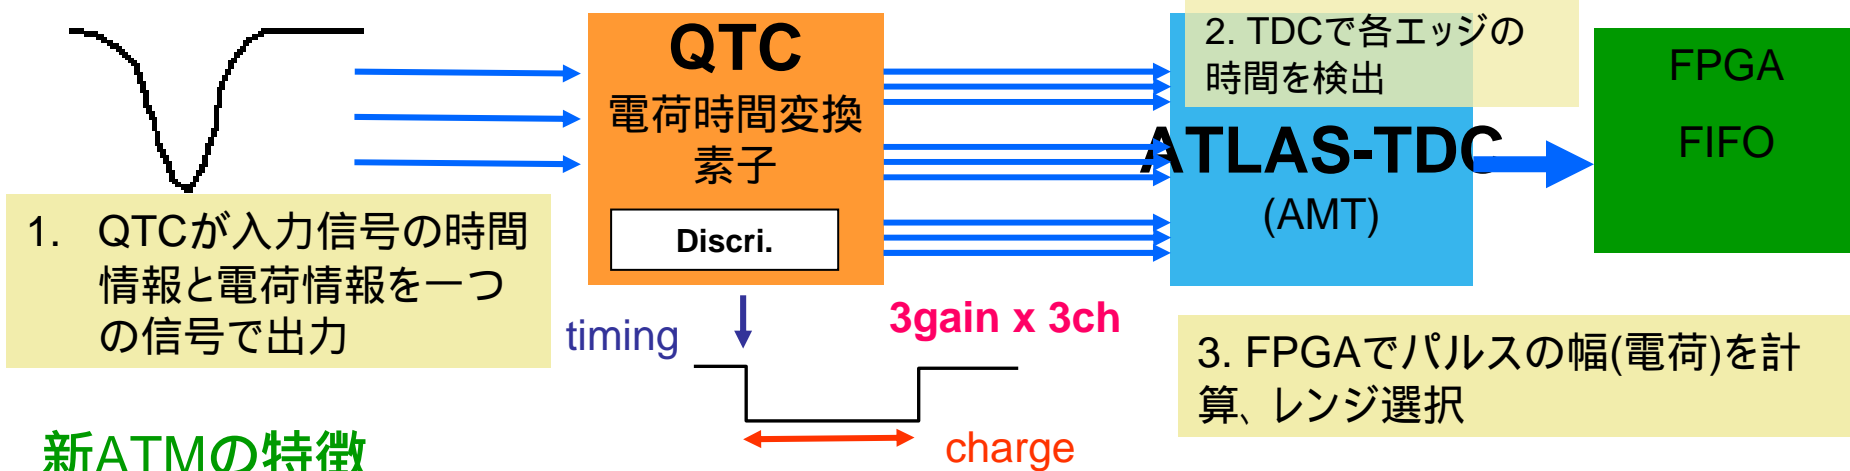 QTC
電荷時間変換
素子
Discri.
2. TDCで各エッジの
時間を検出
ATLAS-TDC
(AMT)
FPGA
FIFO
1. QTCが入力信号の時間
情報と電荷情報を一つ
の信号で出力
timing
3gain x 3ch
charge
3. FPGAでパルスの幅(電荷)を計
算、レンジ選択
新ATMの特徴